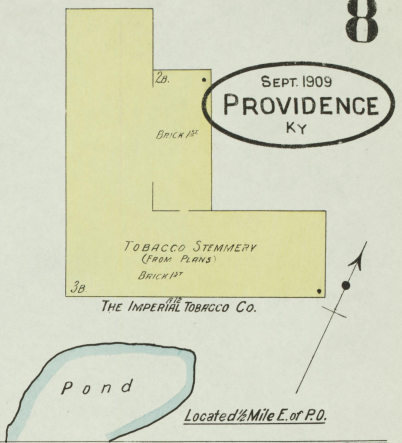 8
SEPT. 1909
PROVIDENCE
KY
2B.
BRICK 1ST
TOBACCO STEMMERY
(FROM PLANS)
BRICK 1ST
3B.
THE IMPERIAL TOBACCO CO.
Pond
Located ½ Mile E. of P.O.